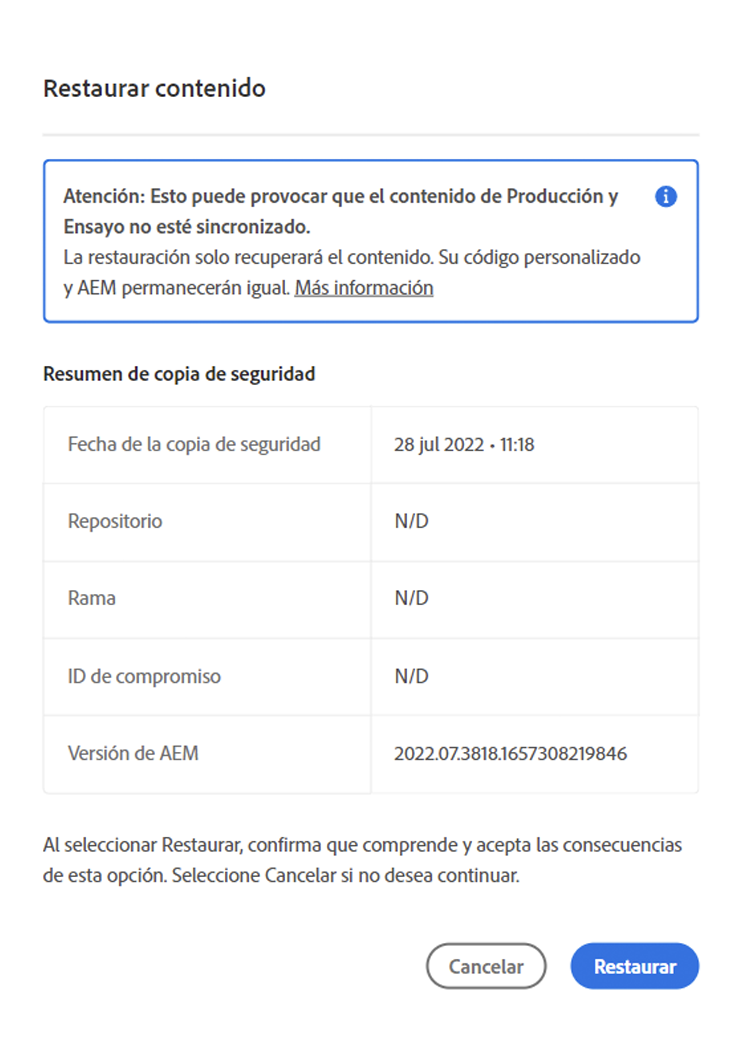 Restaurar contenido
Atención: Esto puede provocar que el contenido de Producción y
Ensayo no esté sincronizado.
La restauración solo recuperará el contenido. Su código personalizado
y AEM permanecerán igual. Más información
Resumen de copia de seguridad
Fecha de la copia de seguridad 28 jul 2022 • 11:18
Repositorio N/D
Rama N/D
ID de compromiso N/D
Versión de AEM 2022.07.3818.1657308219846
Al seleccionar Restaurar, confirma que comprende y acepta las consecuencias
de esta opción. Seleccione Cancelar si no desea continuar.
Cancelar Restaurar